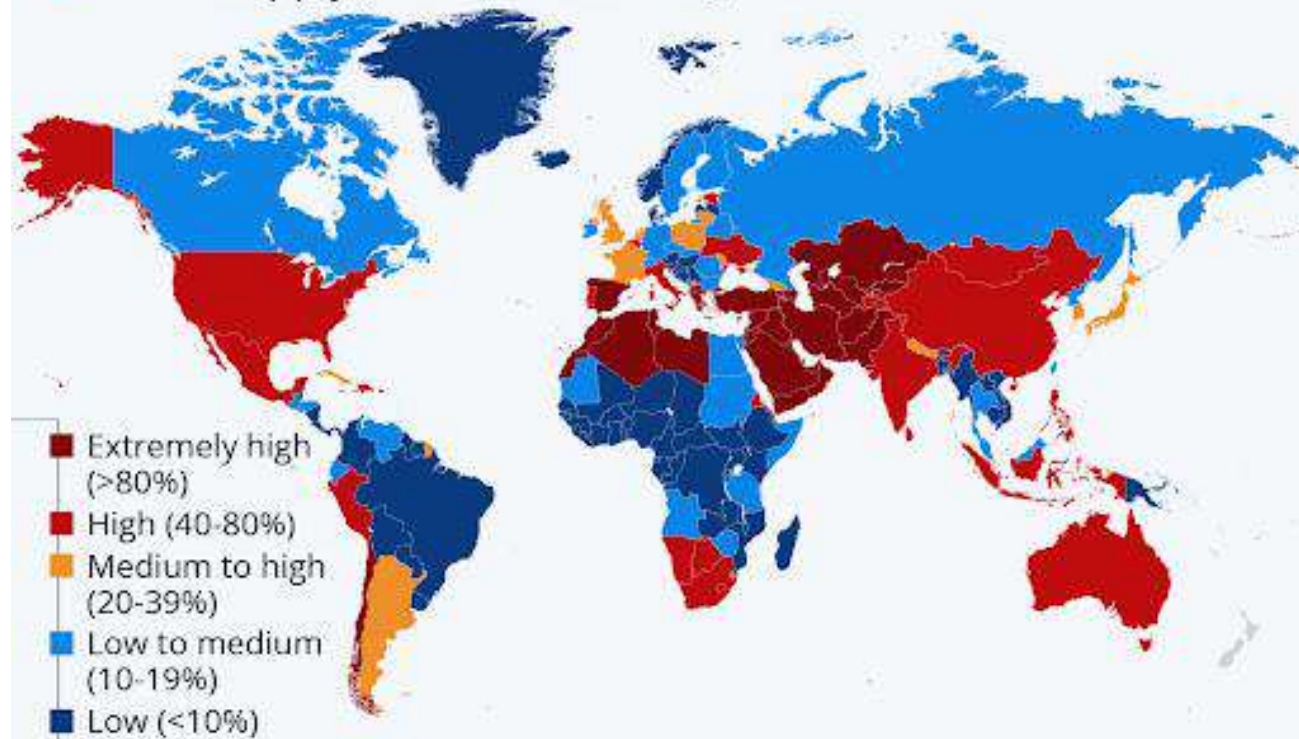 Extremely high
(>80%)
High (40-80%)
Medium to high
(20-39%)
Low to medium
(10-19%)
Low (<10%)